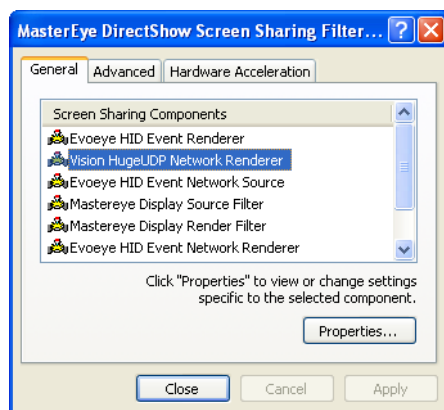 MasterEye DirectShow Screen Sharing Filter...
General Advanced Hardware Acceleration
Screen Sharing Components
Evoeye HID Event Renderer
Vision HugeUDP Network Renderer
Evoeye HID Event Network Source
Mastereye Display Source Filter
Mastereye Display Render Filter
Evoeye HID Event Network Renderer
Click "Properties" to view or change settings
specific to the selected component.
Properties...
Close Cancel Apply